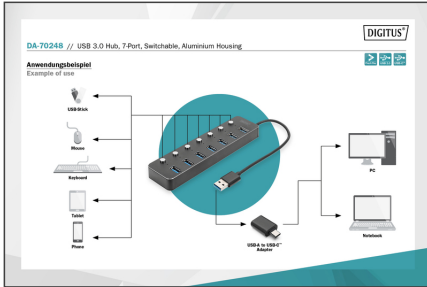 DIGITUS®
DA-70248 // USB 3.0 Hub, 7-Port, Switchable, Aluminium Housing
Anwendungsbeispiel
Example of use
USB-Stick
Mouse
Keyboard
Tablet
Phone
USB-A to USB-C™
Adapter
PC
Notebook